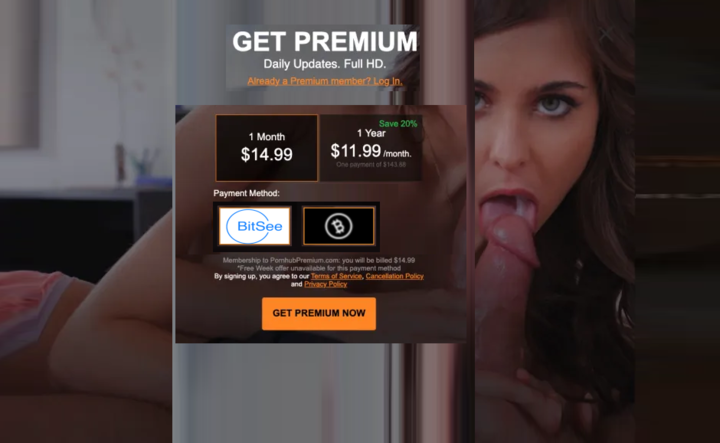 GET PREMIUM
Daily Updates. Full HD.
Already a Premium member? Log In.
Save 20%
1 Month
$14.99
1 Year
$11.99 /month.
One payment of $143.88
Payment Method:
BitSee
Membership to PornhubPremium.com: you will be billed $14.99
*Free Week offer unavailable for this payment method
By signing up, you agree to our Terms of Service, Cancellation Policy
and Privacy Policy
GET PREMIUM NOW